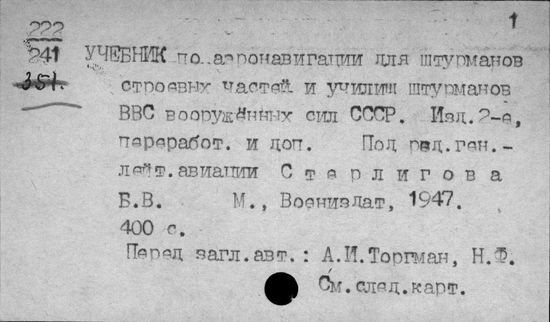 1
222
241
351.
УЧЕБНИК по аэронавигации для штурманов
строевых частей и училищ штурманов
ВВС вооружённых сил СССР. Изд.2-е,
переработ. и доп. Под ред.ген.-
лейт.авиации Стерлигова
Б.В. М., Воениздат, 1947.
400 с.
Перед загл.авт.: А.И.Торгман, Н.Ф.
См.след.карт.